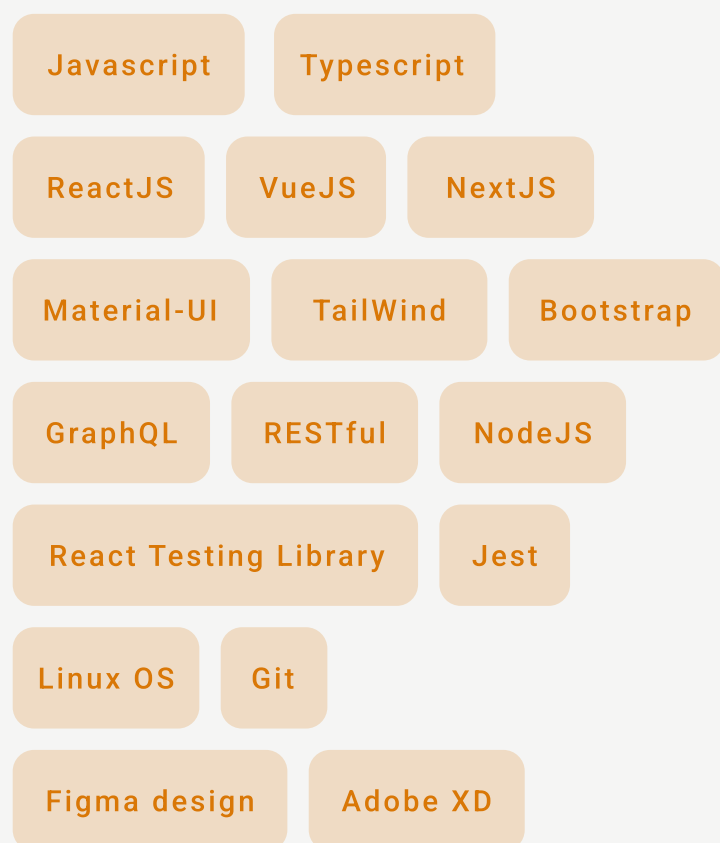 Javascript Typescript
ReactJS VueJS NextJS
Material-UI TailWind Bootstrap
GraphQL RESTful NodeJS
React Testing Library Jest
Linux OS Git
Figma design Adobe XD